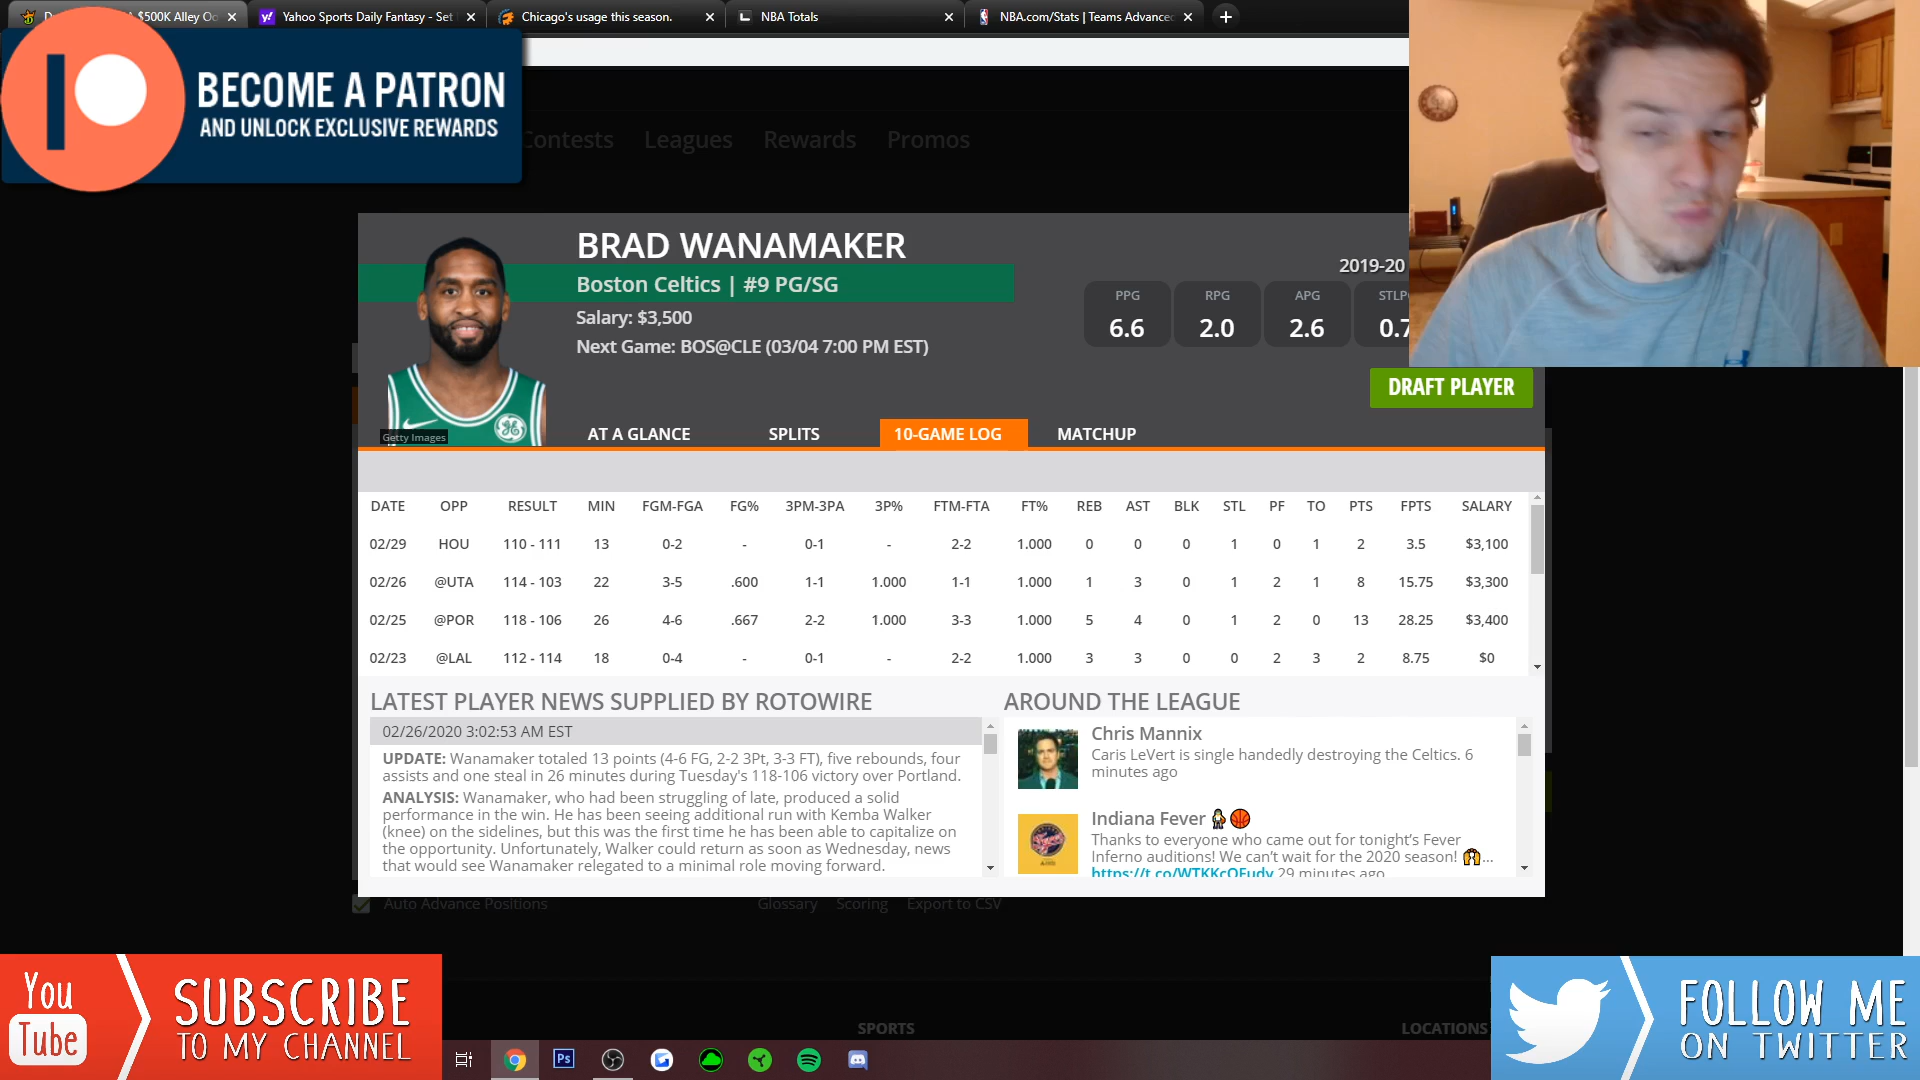 $500K Alley Oo
Yahoo Sports Daily Fantasy - Set
Chicago's usage this season.
NBA Totals
NBA.com/Stats | Teams Advanced
BECOME A PATRON
AND UNLOCK EXCLUSIVE REWARDS
Contests Leagues Rewards Promos
BRAD WANAMAKER
Boston Celtics | #9 PG/SG
Salary: $3,500
Next Game: BOS@CLE (03/04 7:00 PM EST)
2019-20
PPG RPG APG STLP
6.6 2.0 2.6 0.7
DRAFT PLAYER
Getty Images
AT A GLANCE SPLITS 10-GAME LOG MATCHUP
DATE OPP RESULT MIN FGM-FGA FG% 3PM-3PA 3P% FTM-FTA FT% REB AST BLK STL PF TO PTS FPTS SALARY
02/29 HOU 110 - 111 13 0-2 - 0-1 - 2-2 1.000 0 0 0 1 0 1 2 3.5 $3,100
02/26 @UTA 114 - 103 22 3-5 .600 1-1 1.000 1-1 1.000 1 3 0 1 2 1 8 15.75 $3,300
02/25 @POR 118 - 106 26 4-6 .667 2-2 1.000 3-3 1.000 5 4 0 1 2 0 13 28.25 $3,400
02/23 @LAL 112 - 114 18 0-4 - 0-1 - 2-2 1.000 3 3 0 0 2 3 2 8.75 $0
LATEST PLAYER NEWS SUPPLIED BY ROTOWIRE
02/26/2020 3:02:53 AM EST
UPDATE: Wanamaker totaled 13 points (4-6 FG, 2-2 3Pt, 3-3 FT), five rebounds, four
assists and one steal in 26 minutes during Tuesday's 118-106 victory over Portland.
ANALYSIS: Wanamaker, who had been struggling of late, produced a solid
performance in the win. He has been seeing additional run with Kemba Walker
(knee) on the sidelines, but this was the first time he has been able to capitalize on
the opportunity. Unfortunately, Walker could return as soon as Wednesday, news
that would see Wanamaker relegated to a minimal role moving forward.
AROUND THE LEAGUE
Chris Mannix
Caris LeVert is single handedly destroying the Celtics. 6
minutes ago
Indiana Fever
Thanks to everyone who came out for tonight's Fever
Inferno auditions! We can't wait for the 2020 season! 🙌...
https://t.co/WTKKcOFudy 29 minutes ago
Auto Advance Positions
Glossary Scoring Export to CSV
SPORTS
LOCATIONS
You
Tube
SUBSCRIBE
TO MY CHANNEL
Ps
FOLLOW ME
ON TWITTER